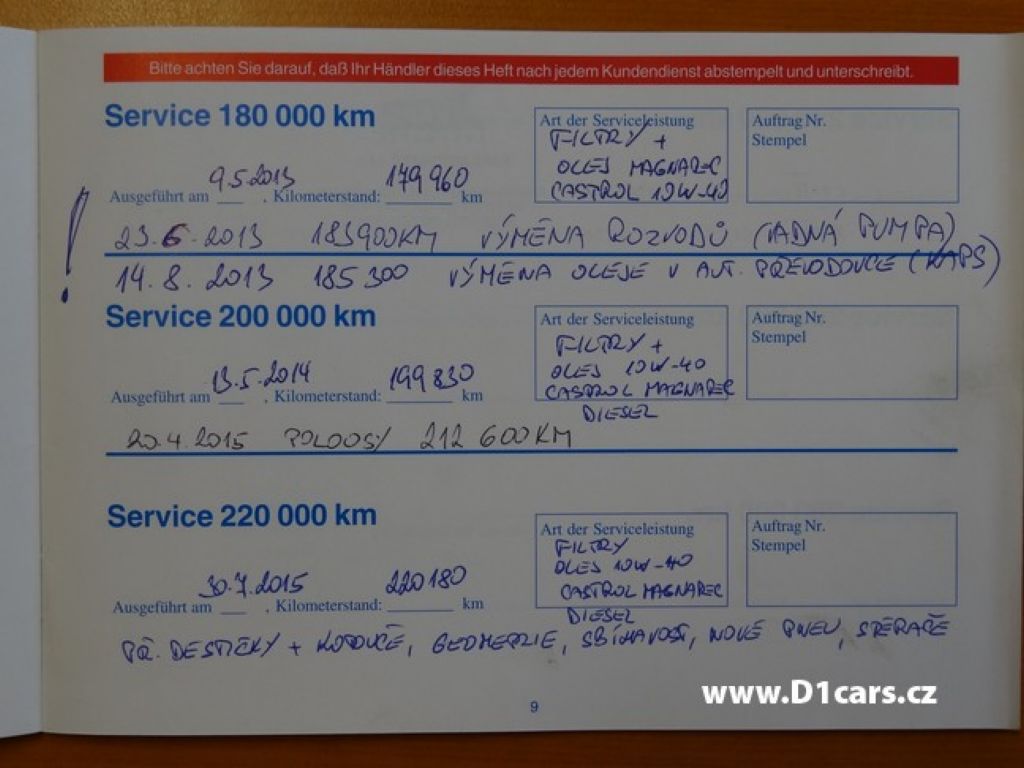 Bitte achten Sie darauf, daß Ihr Händler dieses Heft nach jedem Kundendienst abstempelt und unterschreibt.
Service 180 000 km
Art der Serviceleistung
FILTRY +
OLEJ MAGNATEC
CASTROL 10W-40
Auftrag Nr.
Stempel
Ausgeführt am 9.5.2013, Kilometerstand: 179 960 km
! 23.6.2013 183900KM VÝMĚNA ROZVODŮ (VADNÁ PUMPA)
14.8.2013 185 300 VÝMĚNA OLEJE V AUT. PŘEVODOVCE (KAPS)
Service 200 000 km
Art der Serviceleistung
FILTRY +
OLEJ 10W-40
CASTROL MAGNATEC
DIESEL
Auftrag Nr.
Stempel
Ausgeführt am 13.5.2014, Kilometerstand: 199 830 km
20.4.2015 POLOOSY 212 600KM
Service 220 000 km
Art der Serviceleistung
FILTRY
OLEJ 10W-40
CASTROL MAGNATEC
DIESEL
Auftrag Nr.
Stempel
Ausgeführt am 30.7.2015, Kilometerstand: 220180 km
PŘ. DESTIČKY + KOTOUČE, GEOMETRIE, SBÍHAVOST, NOVÉ PNEU, STĚRAČE
www.D1cars.cz
9